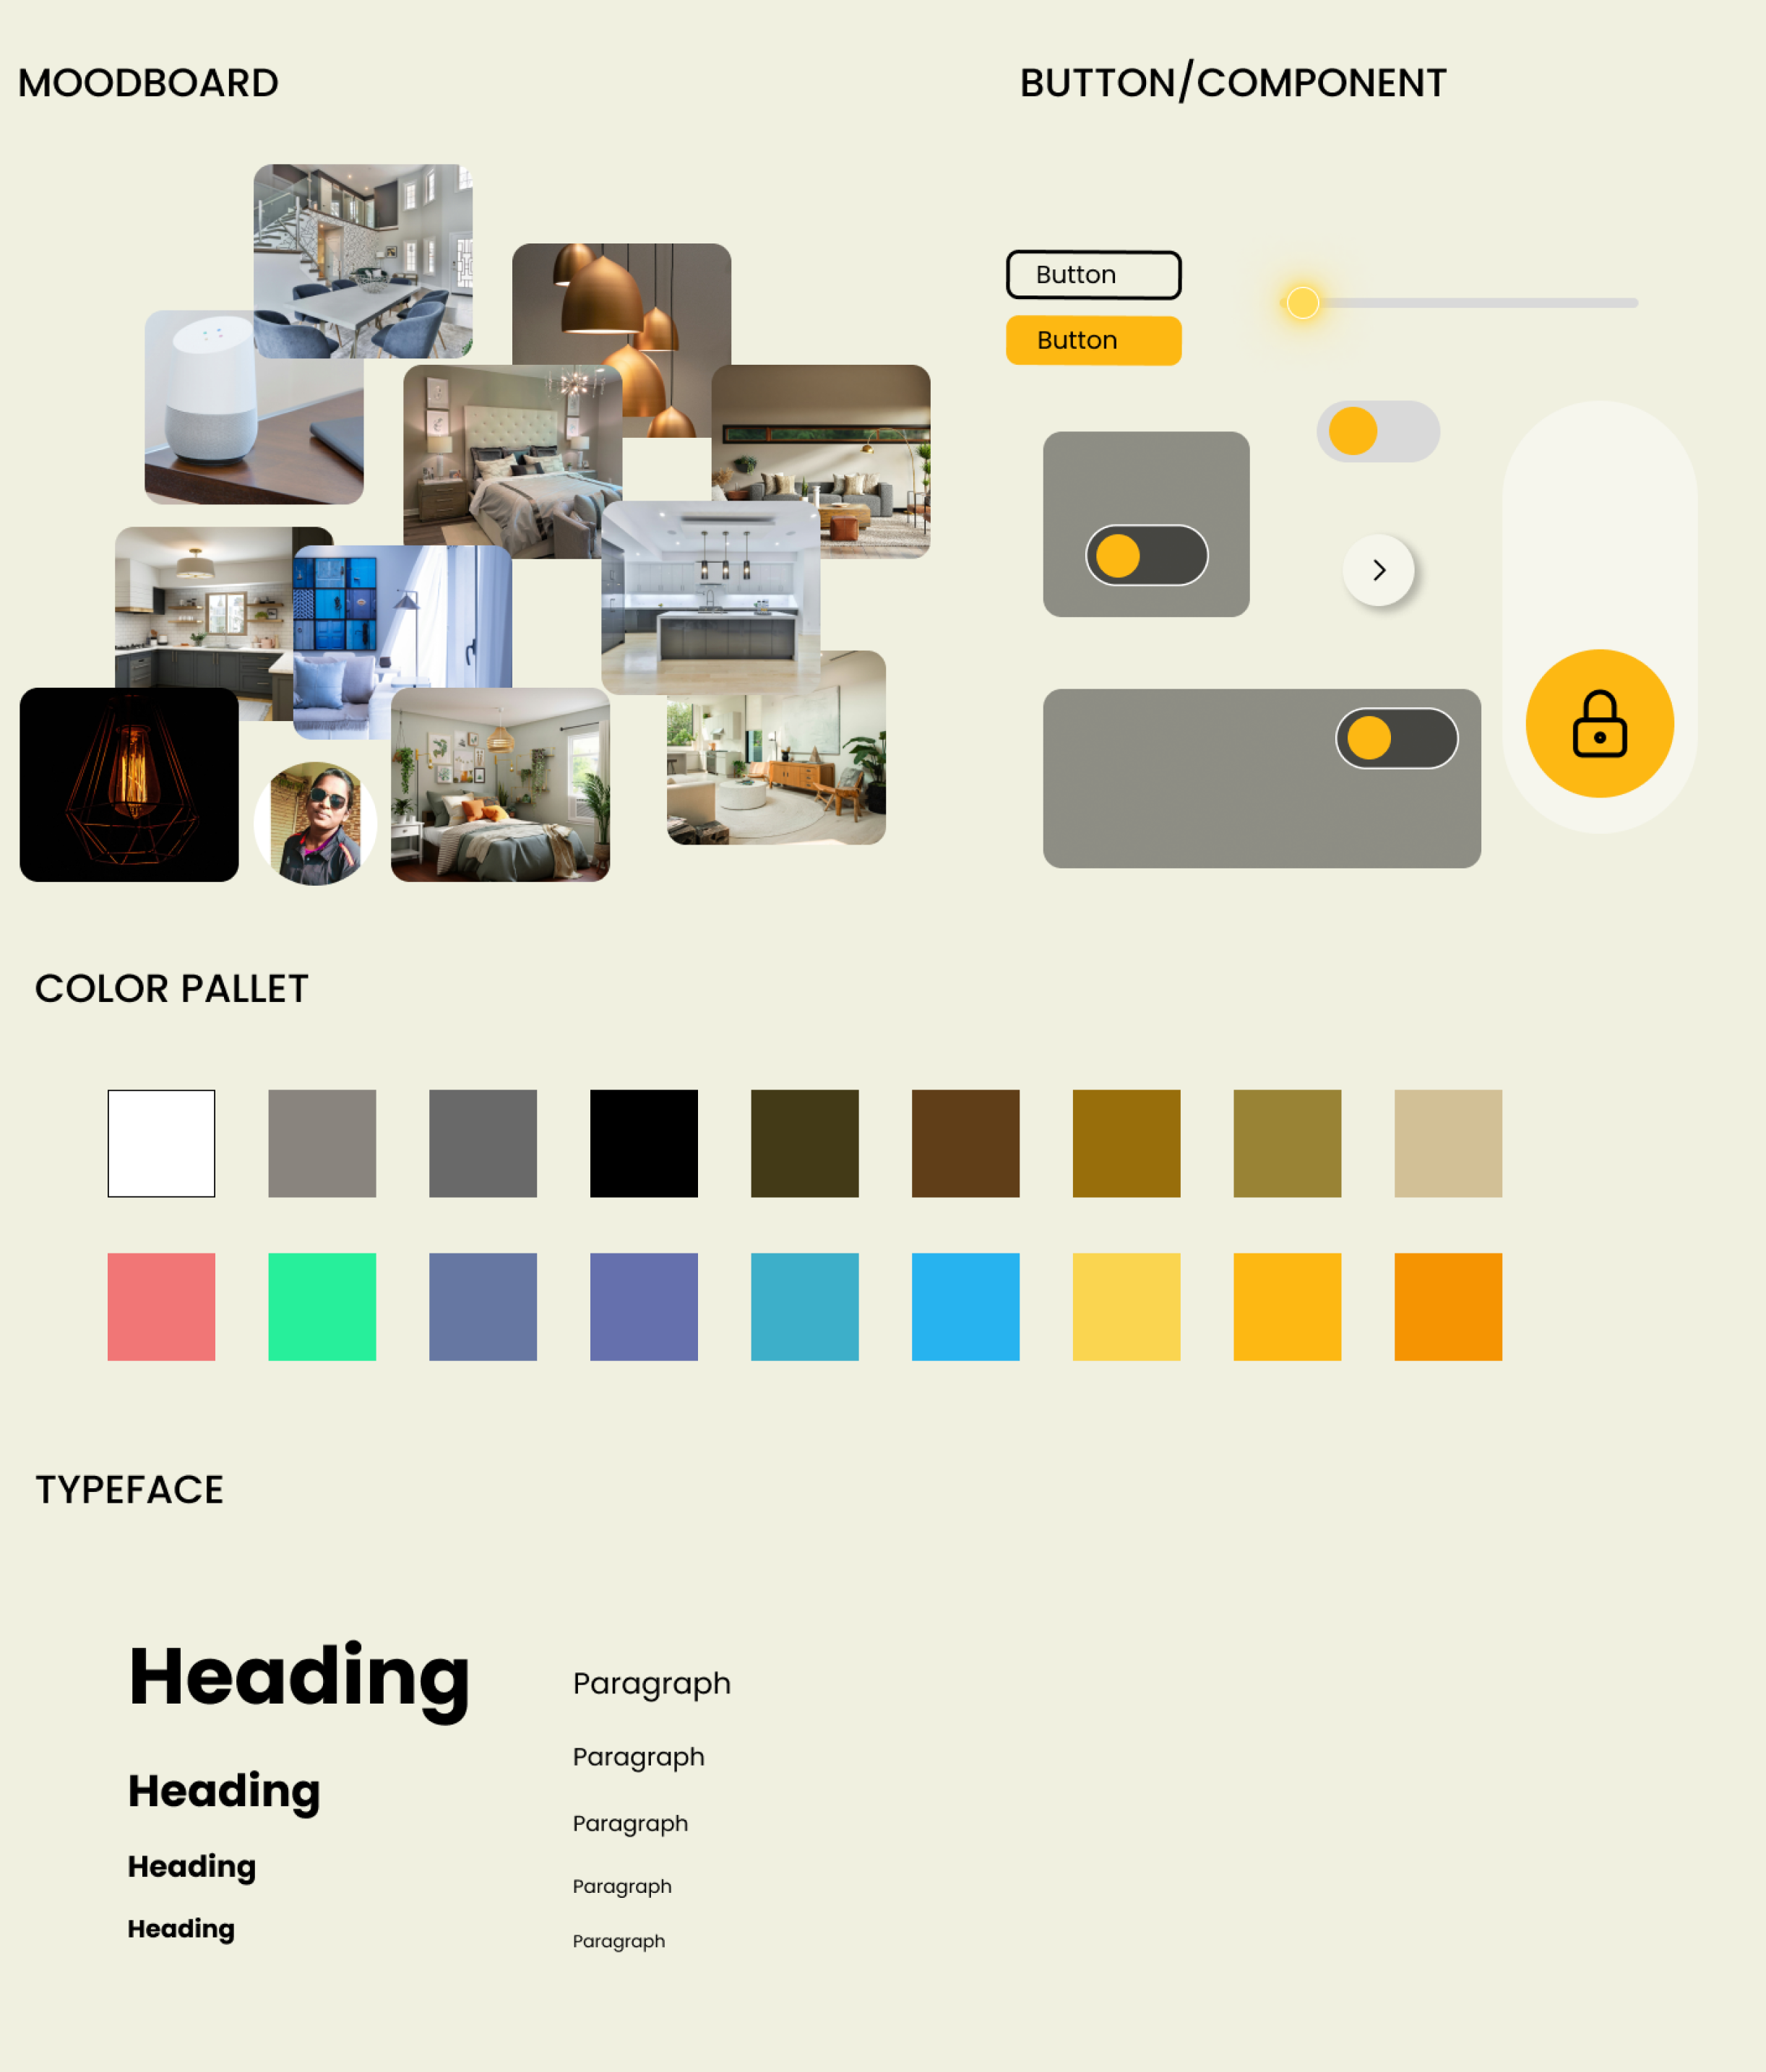 MOODBOARD
BUTTON/COMPONENT
Button
Button
COLOR PALLET
TYPEFACE
Heading
Heading
Heading
Heading
Paragraph
Paragraph
Paragraph
Paragraph
Paragraph